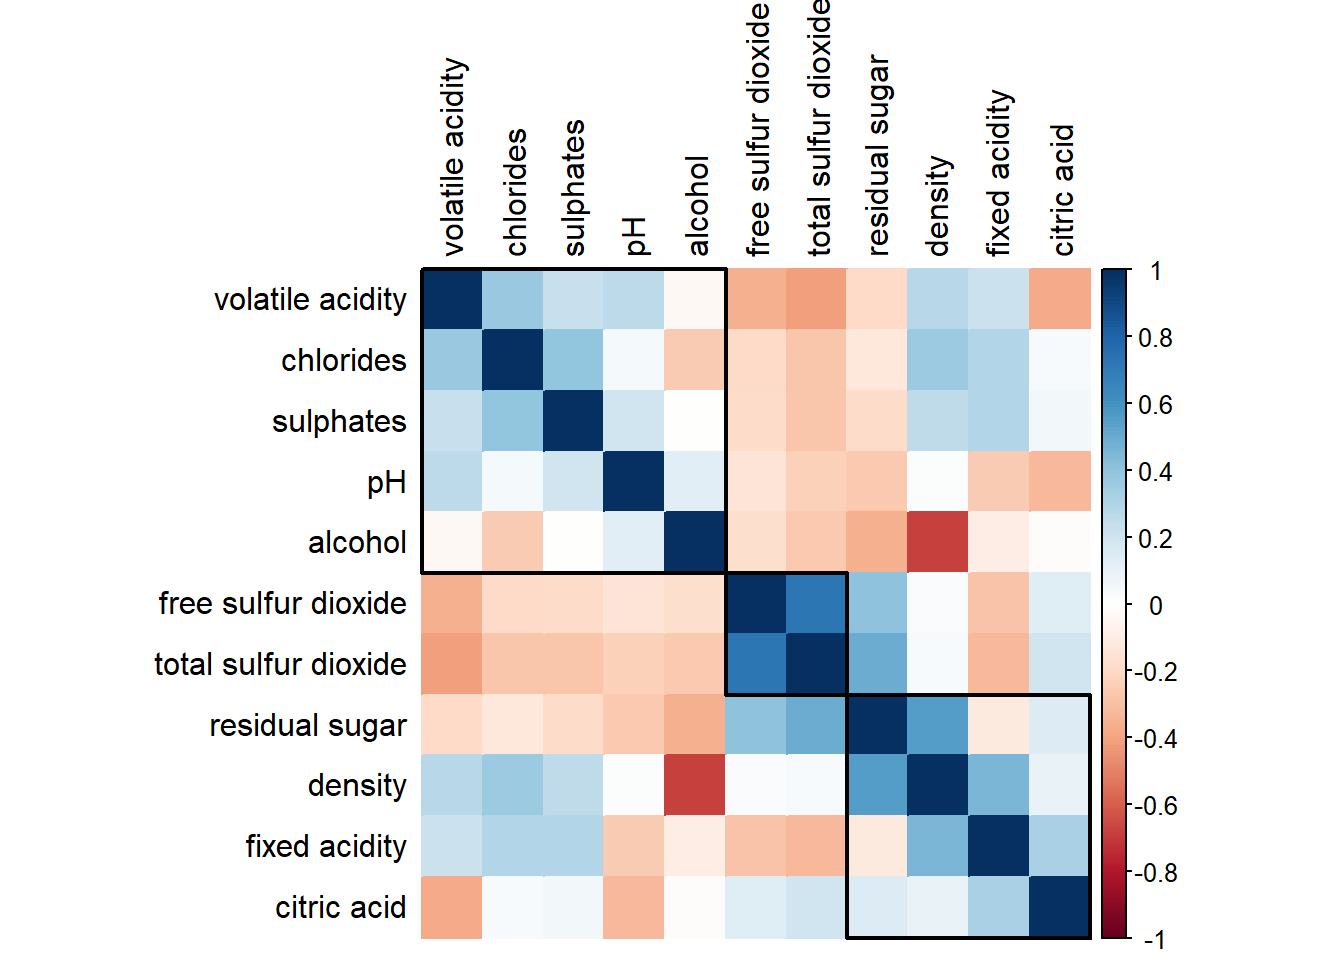 volatile acidity
chlorides
sulphates
pH
alcohol
free sulfur dioxide
total sulfur dioxide
residual sugar
density
fixed acidity
citric acid
volatile acidity
chlorides
sulphates
pH
alcohol
free sulfur dioxide
total sulfur dioxide
residual sugar
density
fixed acidity
citric acid
1
0.8
0.6
0.4
0.2
0
-0.2
-0.4
-0.6
-0.8
-1